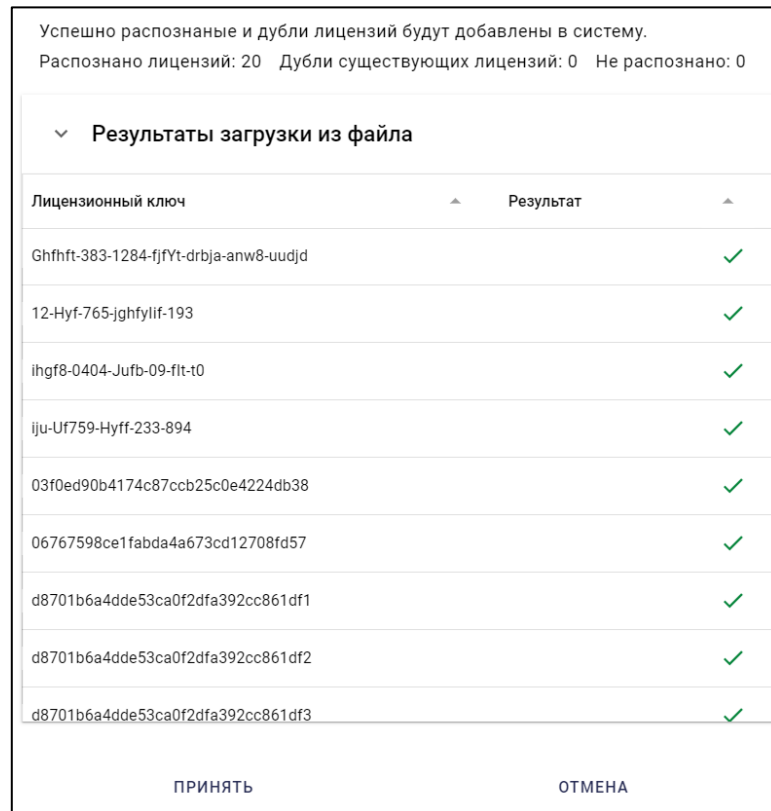 Успешно распознаные и дубли лицензий будут добавлены в систему.
Распознано лицензий: 20 Дубли существующих лицензий: 0 Не распознано: 0
Результаты загрузки из файла
Лицензионный ключ Результат
Ghfhft-383-1284-fjfYt-drbja-anw8-uudjd
12-Hyf-765-jghfylif-193
ihgf8-0404-Jufb-09-flt-t0
iju-Uf759-Hyff-233-894
03f0ed90b4174c87ccb25c0e4224db38
06767598ce1fabda4a673cd12708fd57
d8701b6a4dde53ca0f2dfa392cc861df1
d8701b6a4dde53ca0f2dfa392cc861df2
d8701b6a4dde53ca0f2dfa392cc861df3
ПРИНЯТЬ ОТМЕНА